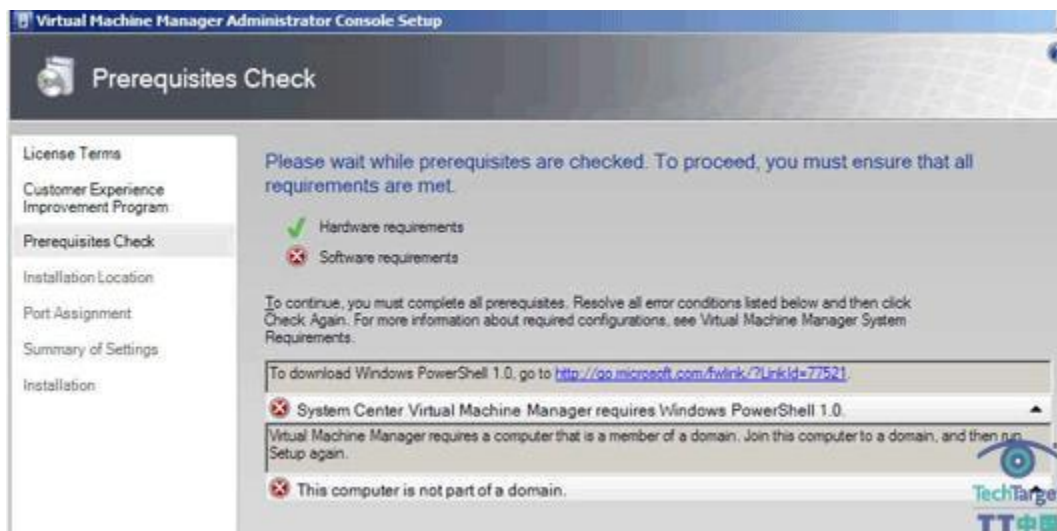 Virtual Machine Manager Administrator Console Setup
Prerequisites Check
License Terms
Customer Experience
Improvement Program
Prerequisites Check
Installation Location
Port Assignment
Summary of Settings
Installation
Please wait while prerequisites are checked. To proceed, you must ensure that all
requirements are met.
Hardware requirements
Software requirements
To continue, you must complete all prerequisites. Resolve all error conditions listed below and then click
Check Again. For more information about required configurations, see Virtual Machine Manager System
Requirements.
To download Windows PowerShell 1.0, go to http://go.microsoft.com/fwlink/?LinkId=77521.
System Center Virtual Machine Manager requires Windows PowerShell 1.0.
Virtual Machine Manager requires a computer that is a member of a domain. Join this computer to a domain, and then run
Setup again.
This computer is not part of a domain.
TechTarge